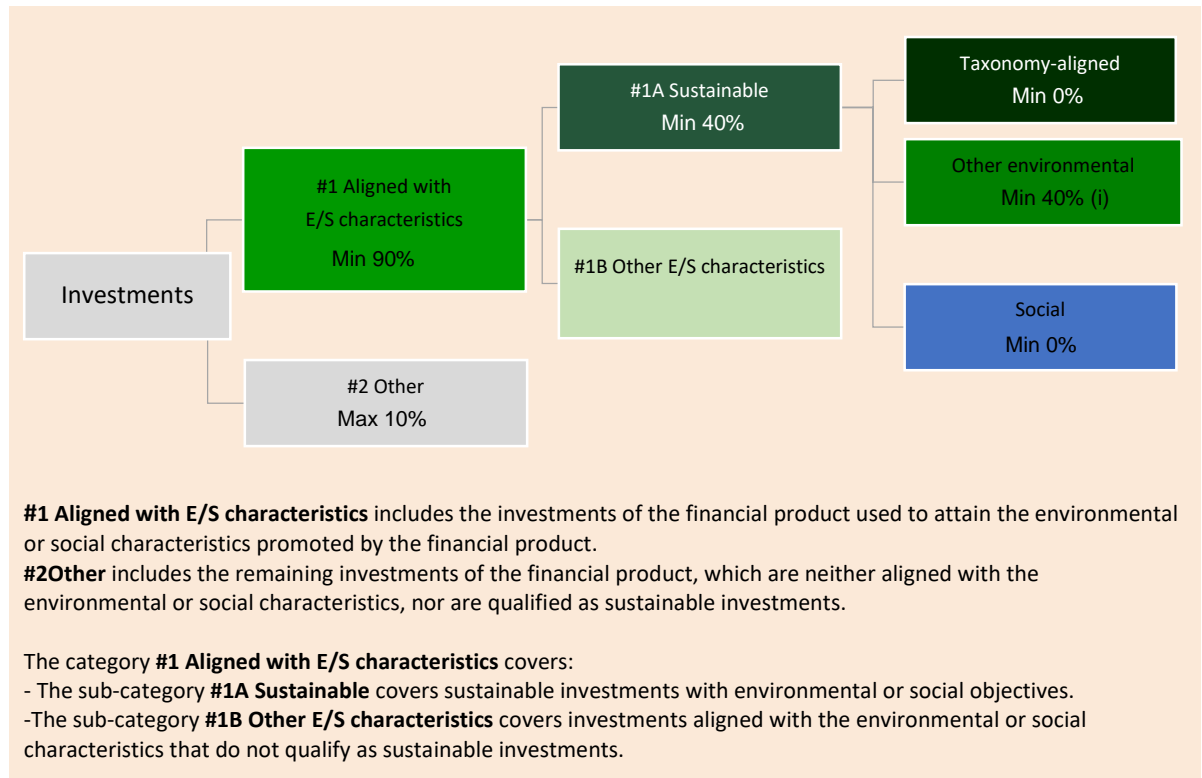 Taxonomy-aligned
Min 0%
#1A Sustainable
Min 40%
Other environmental
Min 40% (i)
#1 Aligned with
E/S characteristics
Min 90%
#1B Other E/S characteristics
Investments
Social
Min 0%
#2 Other
Max 10%
#1 Aligned with E/S characteristics includes the investments of the financial product used to attain the environmental
or social characteristics promoted by the financial product.
#2Other includes the remaining investments of the financial product, which are neither aligned with the
environmental or social characteristics, nor are qualified as sustainable investments.
The category #1 Aligned with E/S characteristics covers:
- The sub-category #1A Sustainable covers sustainable investments with environmental or social objectives.
-The sub-category #1B Other E/S characteristics covers investments aligned with the environmental or social
characteristics that do not qualify as sustainable investments.